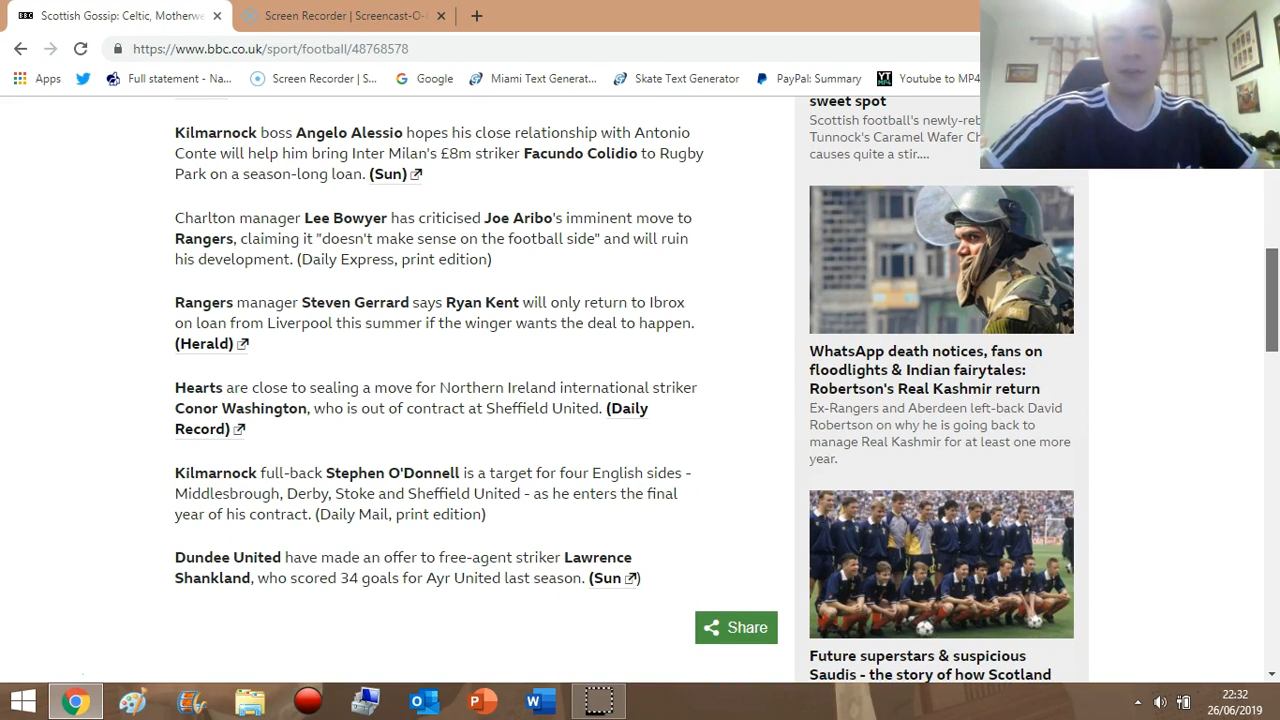 BBC Scottish Gossip: Celtic, Motherwe
Screen Recorder | Screencast-O-
https://www.bbc.co.uk/sport/football/48768578
Apps
Full statement - Na...
Screen Recorder | S...
Google
Miami Text Generat...
Skate Text Generator
PayPal: Summary
YT MP4 Youtube to MP4
Kilmarnock boss Angelo Alessio hopes his close relationship with Antonio
Conte will help him bring Inter Milan's £8m striker Facundo Colidio to Rugby
Park on a season-long loan. (Sun)
Charlton manager Lee Bowyer has criticised Joe Aribo's imminent move to
Rangers, claiming it "doesn't make sense on the football side" and will ruin
his development. (Daily Express, print edition)
Rangers manager Steven Gerrard says Ryan Kent will only return to Ibrox
on loan from Liverpool this summer if the winger wants the deal to happen.
(Herald)
Hearts are close to sealing a move for Northern Ireland international striker
Conor Washington, who is out of contract at Sheffield United. (Daily
Record)
Kilmarnock full-back Stephen O'Donnell is a target for four English sides -
Middlesbrough, Derby, Stoke and Sheffield United - as he enters the final
year of his contract. (Daily Mail, print edition)
Dundee United have made an offer to free-agent striker Lawrence
Shankland, who scored 34 goals for Ayr United last season. (Sun)
Share
sweet spot
Scottish football's newly-reb
Tunnock's Caramel Wafer C
causes quite a stir....
WhatsApp death notices, fans on
floodlights & Indian fairytales:
Robertson's Real Kashmir return
Ex-Rangers and Aberdeen left-back David
Robertson on why he is going back to
manage Real Kashmir for at least one more
year.
Future superstars & suspicious
Saudis - the story of how Scotland
22:32
26/06/2019